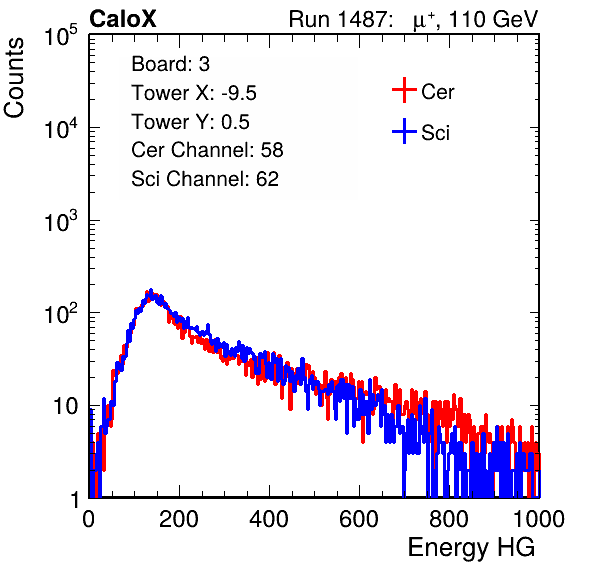 CaloX Run 1487: μ⁺, 110 GeV
Counts
10⁵
10⁴
10³
10²
10
1
Board: 3
Tower X: -9.5
Tower Y: 0.5
Cer Channel: 58
Sci Channel: 62
Cer
Sci
0 200 400 600 800 1000
Energy HG